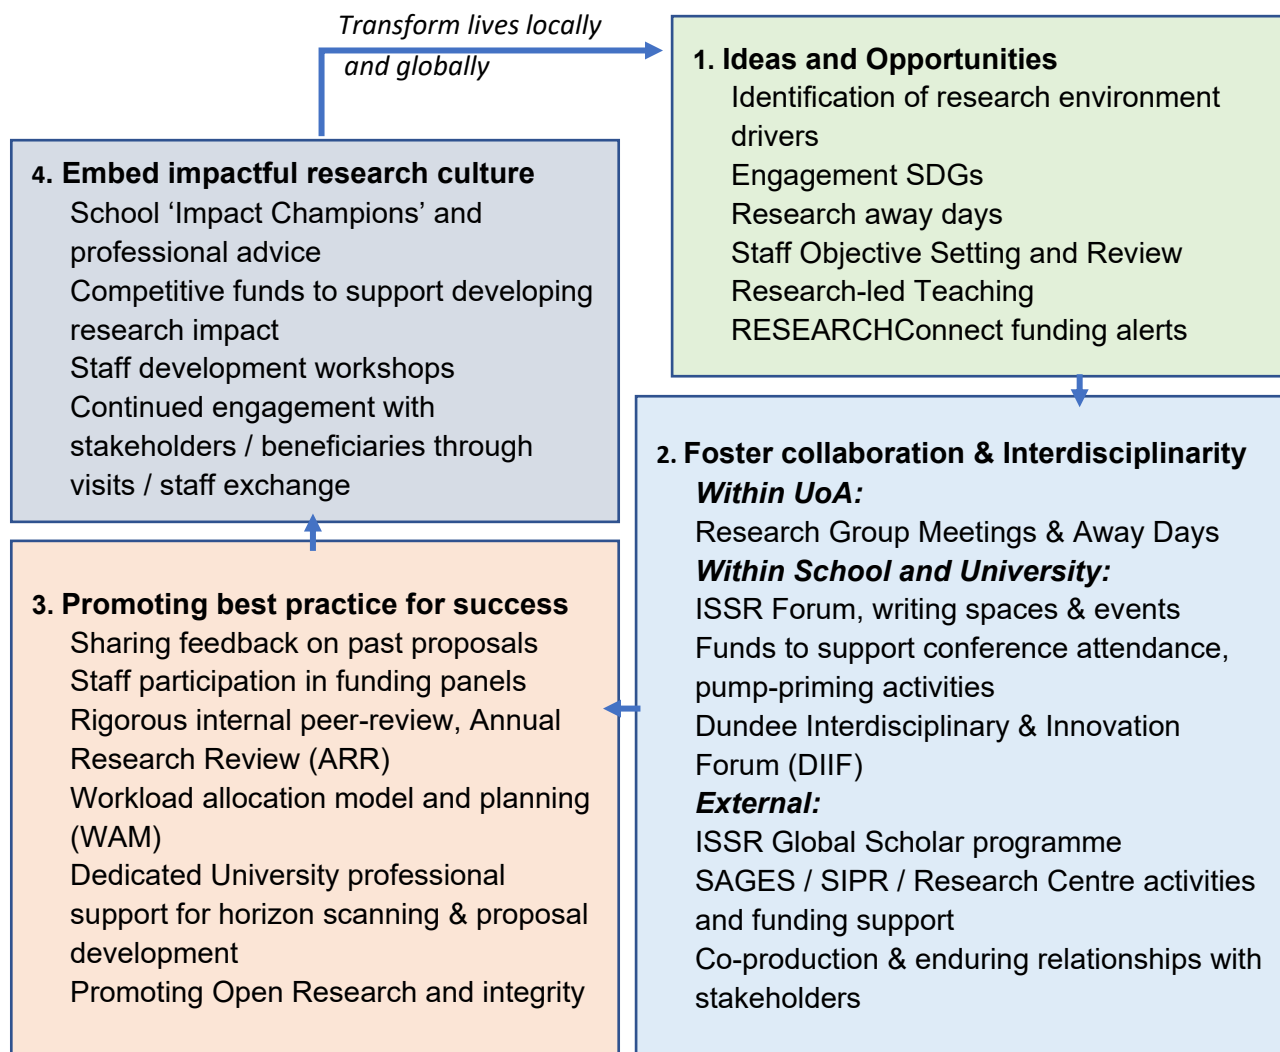 Transform lives locally
and globally
1. Ideas and Opportunities
Identification of research environment
drivers
Engagement SDGs
Research away days
Staff Objective Setting and Review
Research-led Teaching
RESEARCHConnect funding alerts
2. Foster collaboration & Interdisciplinarity
Within UoA:
Research Group Meetings & Away Days
Within School and University:
ISSR Forum, writing spaces & events
Funds to support conference attendance,
pump-priming activities
Dundee Interdisciplinary & Innovation
Forum (DIIF)
External:
ISSR Global Scholar programme
SAGES / SIPR / Research Centre activities
and funding support
Co-production & enduring relationships with
stakeholders
3. Promoting best practice for success
Sharing feedback on past proposals
Staff participation in funding panels
Rigorous internal peer-review, Annual
Research Review (ARR)
Workload allocation model and planning
(WAM)
Dedicated University professional
support for horizon scanning & proposal
development
Promoting Open Research and integrity
4. Embed impactful research culture
School ‘Impact Champions’ and
professional advice
Competitive funds to support developing
research impact
Staff development workshops
Continued engagement with
stakeholders / beneficiaries through
visits / staff exchange